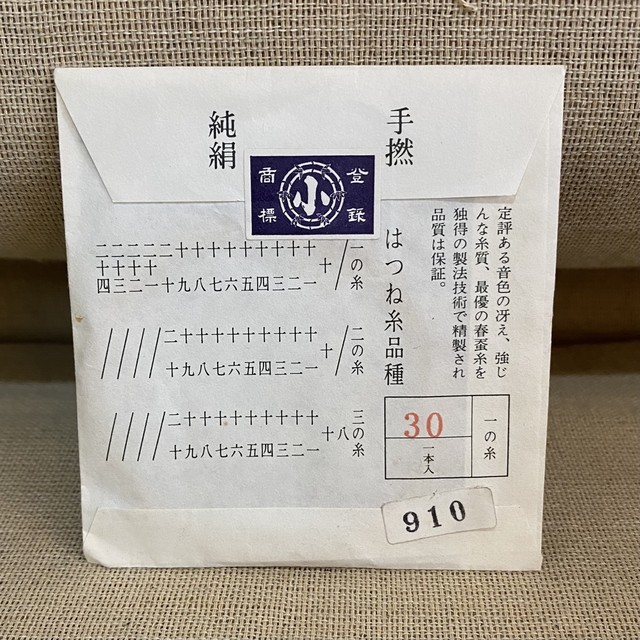 手撚
純絹
登録
小
商標
定評ある音色の冴え、強じ
んな糸質、最優の春蚕糸を
独得の製法技術で精製され
品質は保証。
はつね糸品種
一の糸
/
十
十一
十二
十三
十四
十五
十六
十七
十八
十九
二十
二十一
二十二
二十三
二十四
二の糸
/
十
十一
十二
十三
十四
十五
十六
十七
十八
十九
二十
/
/
/
/
三の糸
八
十
十一
十二
十三
十四
十五
十六
十七
十八
十九
二十
/
/
/
/
一の糸
30
一本入
910